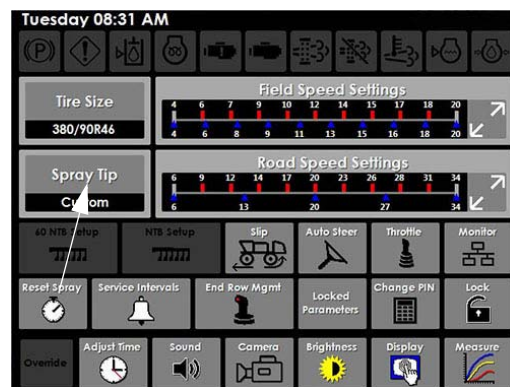 Tuesday 08:31 AM
(P)
Tire Size
380/90R46
Field Speed Settings
4 6 7 9 10 12 14 15 17 18 20
4 6 8 9 11 13 15 16 18 20
Spray Tip
Custom
Road Speed Settings
6 9 12 14 17 20 23 26 28 31 34
6 13 20 27 34
60 NTB Setup
NTB Setup
Slip
Auto Steer
Throttle
Monitor
Reset Spray
Service Intervals
End Row Mgmt
Locked
Parameters
Change PIN
Lock
Override
Adjust Time
Sound
Camera
Brightness
Display
Measure